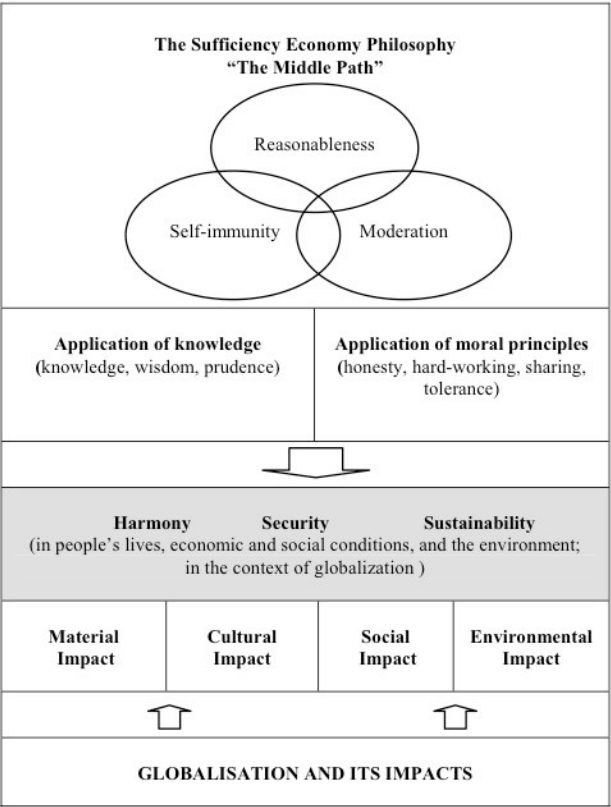 The Sufficiency Economy Philosophy
“The Middle Path”
Reasonableness
Self-immunity
Moderation
Application of knowledge
(knowledge, wisdom, prudence)
Application of moral principles
(honesty, hard-working, sharing,
tolerance)
Harmony Security Sustainability
(in people’s lives, economic and social conditions, and the environment;
in the context of globalization )
Material
Impact
Cultural
Impact
Social
Impact
Environmental
Impact
GLOBALISATION AND ITS IMPACTS